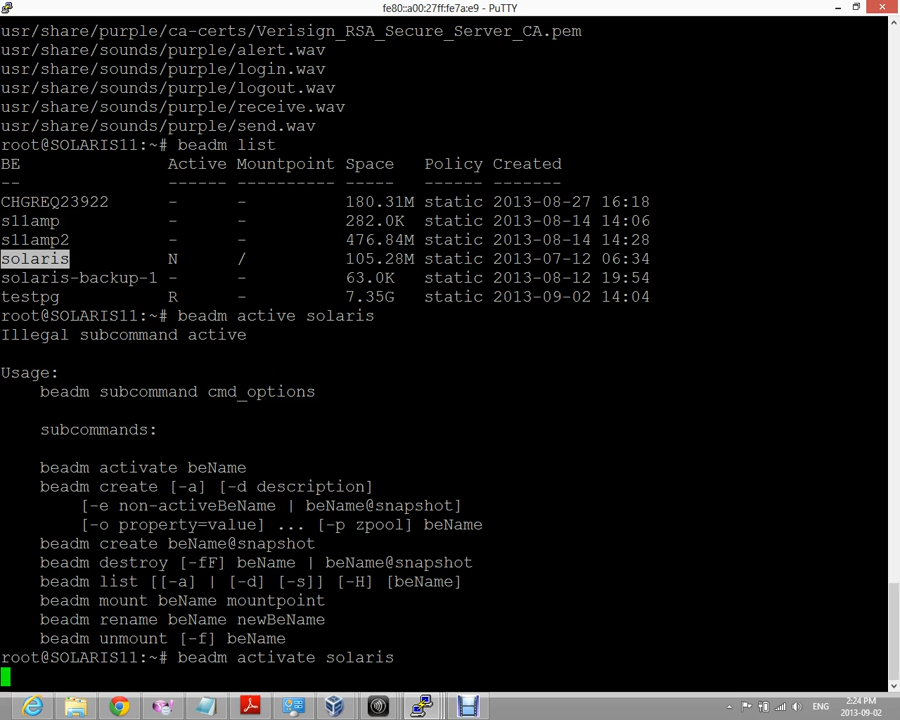 fe80::a00:27ff:fe7a:e9 - PuTTY
usr/share/purple/ca-certs/Verisign_RSA_Secure_Server_CA.pem
usr/share/sounds/purple/alert.wav
usr/share/sounds/purple/login.wav
usr/share/sounds/purple/logout.wav
usr/share/sounds/purple/receive.wav
usr/share/sounds/purple/send.wav
root@SOLARIS11:~# beadm list
BE Active Mountpoint Space Policy Created
-- ------ ---------- ----- ------ -------
CHGREQ23922 - - 180.31M static 2013-08-27 16:18
s11amp - - 282.0K static 2013-08-14 14:06
s11amp2 - - 476.84M static 2013-08-14 14:28
solaris N / 105.28M static 2013-07-12 06:34
solaris-backup-1 - - 63.0K static 2013-08-12 19:54
testpg R - 7.35G static 2013-09-02 14:04
root@SOLARIS11:~# beadm active solaris
Illegal subcommand active
Usage:
beadm subcommand cmd_options
subcommands:
beadm activate beName
beadm create [-a] [-d description]
[-e non-activeBeName | beName@snapshot]
[-o property=value] ... [-p zpool] beName
beadm create beName@snapshot
beadm destroy [-fF] beName | beName@snapshot
beadm list [[-a] | [-d] [-s]] [-H] [beName]
beadm mount beName mountpoint
beadm rename beName newBeName
beadm unmount [-f] beName
root@SOLARIS11:~# beadm activate solaris
ENG
2:24 PM
2013-09-02